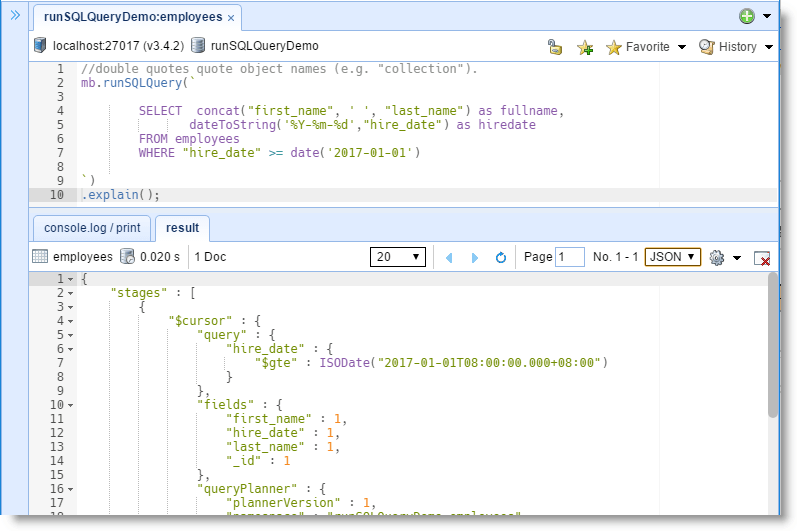 runSQLQueryDemo:employees ×
localhost:27017 (v3.4.2) runSQLQueryDemo Favorite History
1 //double quotes quote object names (e.g. "collection").
2 mb.runSQLQuery(`
3
4 SELECT concat("first_name", ' ', "last_name") as fullname,
5 dateToString('%Y-%m-%d',"hire_date") as hiredate
6 FROM employees
7 WHERE "hire_date" >= date('2017-01-01')
8
9 `)
10 .explain();
console.log / print result
employees 0.020 s 1 Doc 20 Page 1 No. 1 - 1 JSON
1 {
2 "stages" : [
3 {
4 "$cursor" : {
5 "query" : {
6 "hire_date" : {
7 "$gte" : ISODate("2017-01-01T08:00:00.000+08:00")
8 }
9 },
10 "fields" : {
11 "first_name" : 1,
12 "hire_date" : 1,
13 "last_name" : 1,
14 "_id" : 1
15 },
16 "queryPlanner" : {
17 "plannerVersion" : 1,